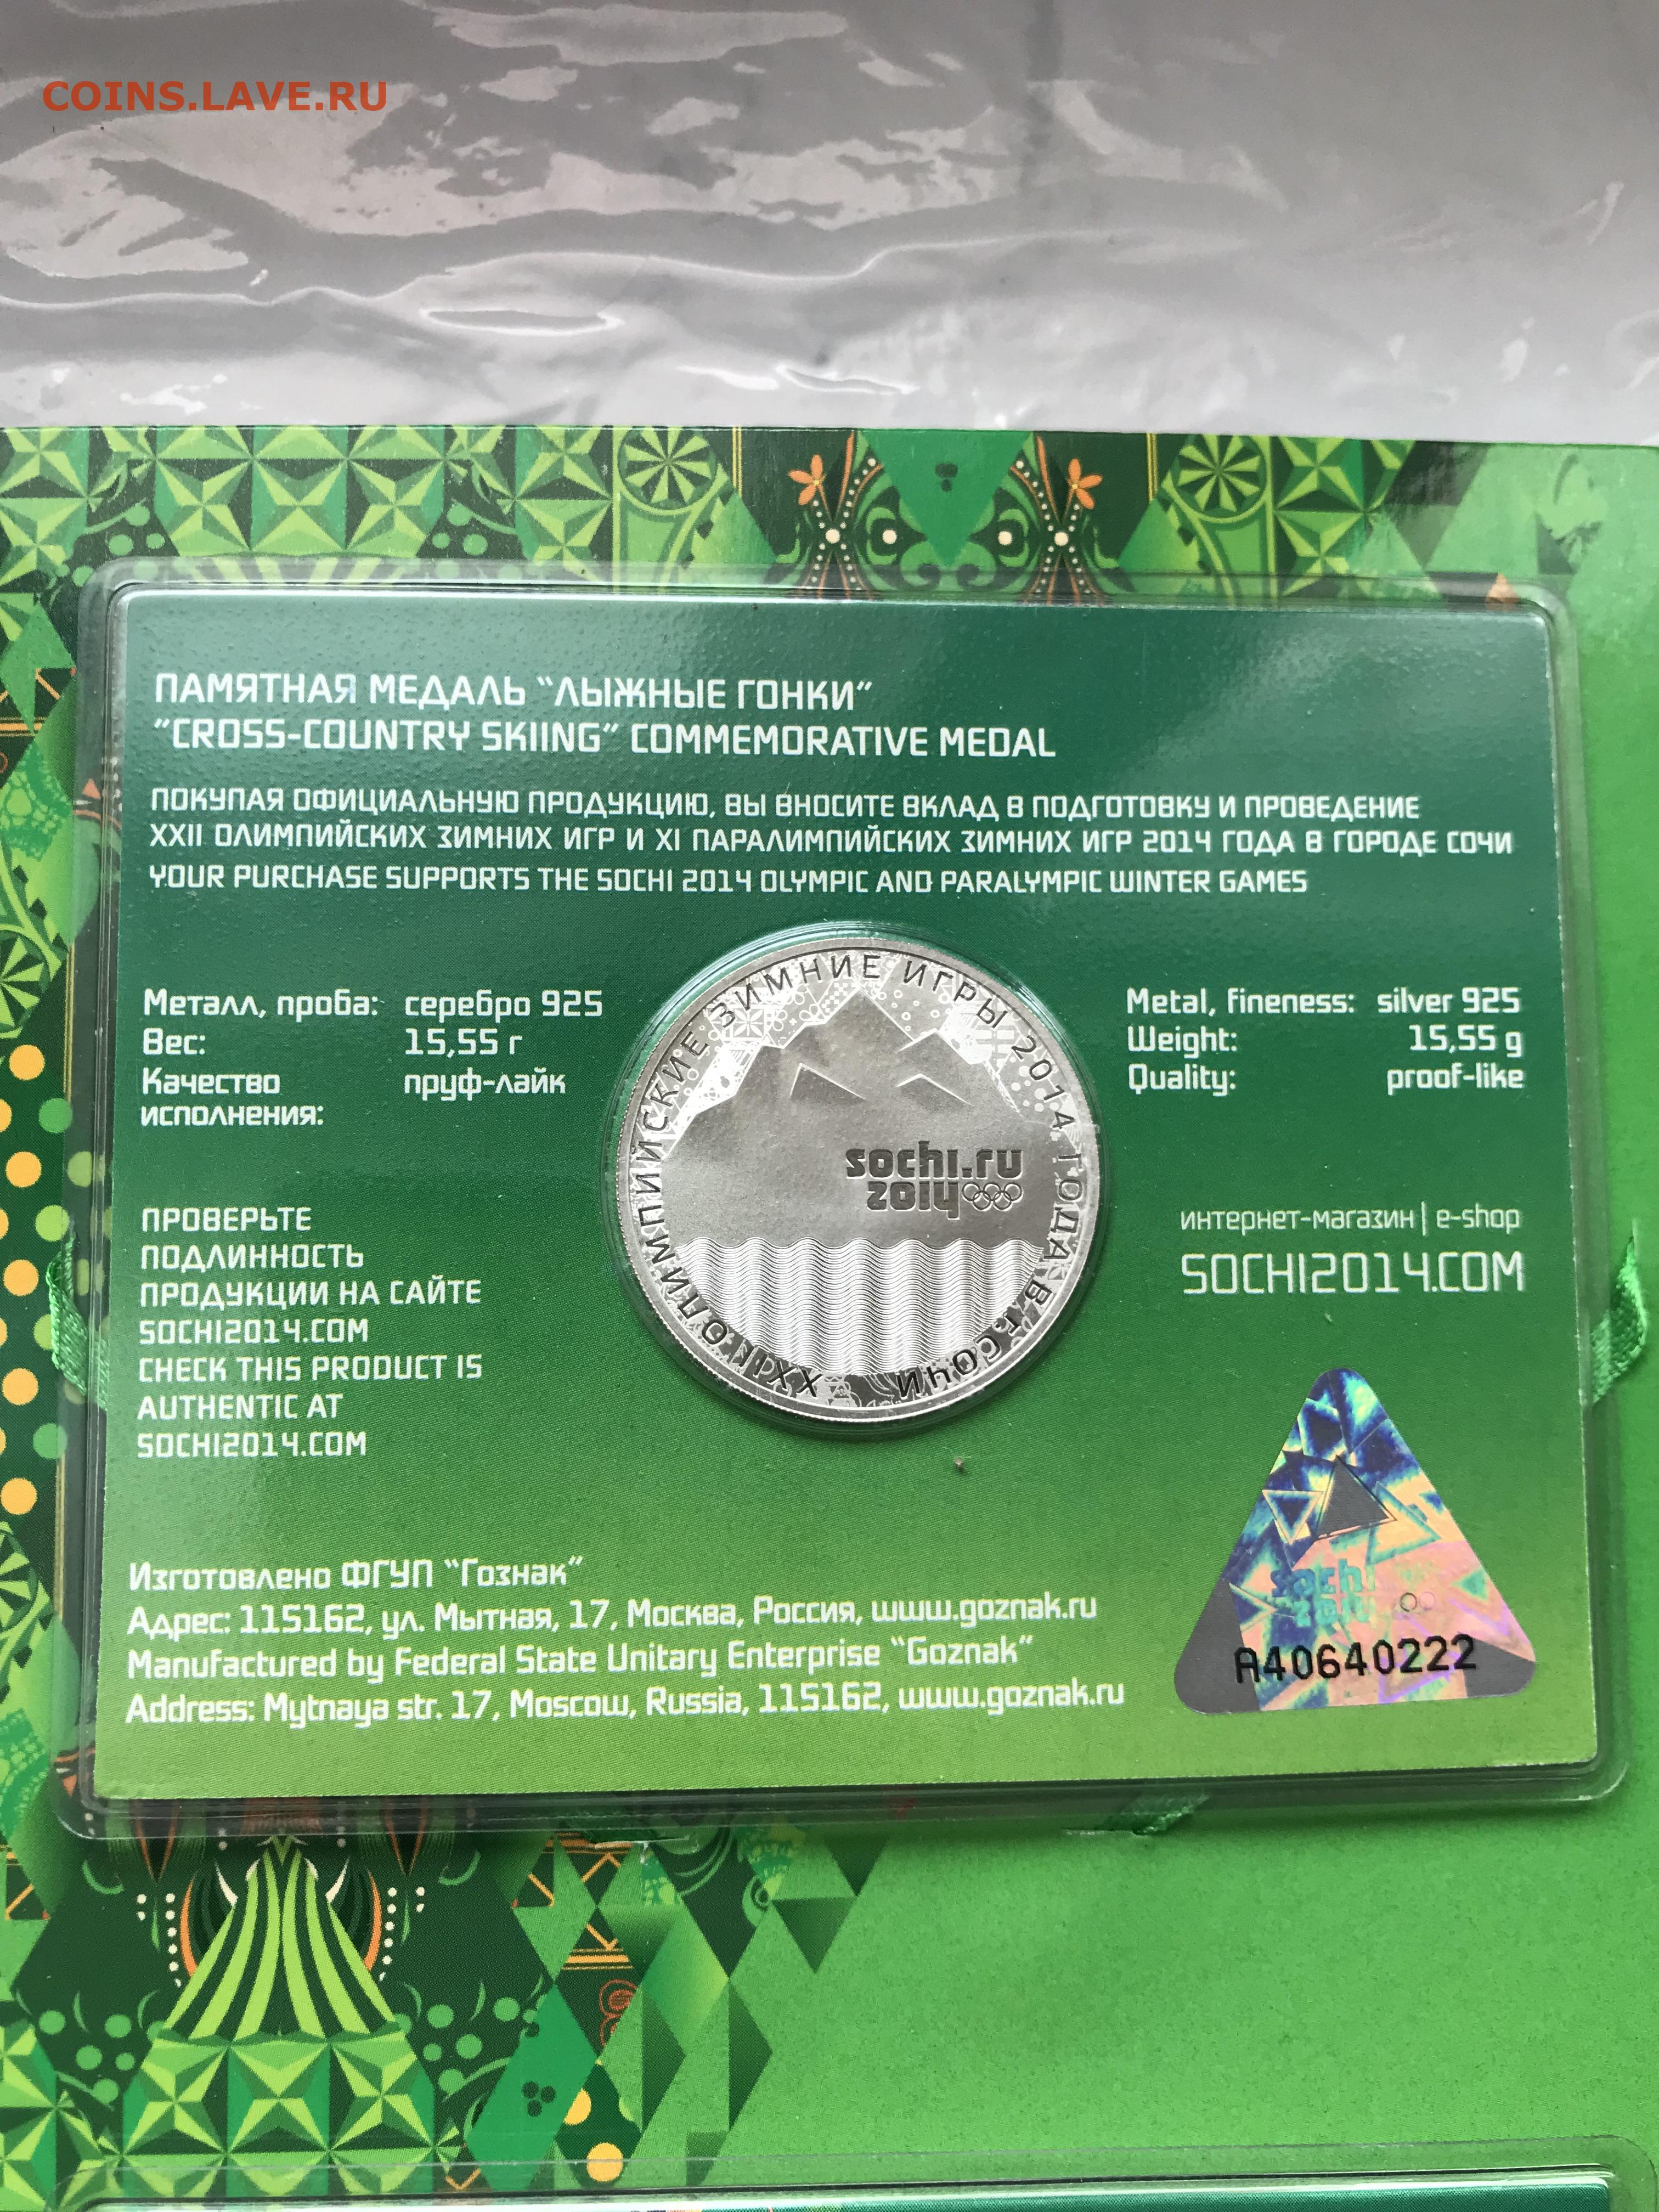 COINS.LAVE.RU
ПАМЯТНАЯ МЕДАЛЬ “ЛЫЖНЫЕ ГОНКИ”
“CROSS-COUNTRY SKIING” COMMEMORATIVE MEDAL
ПОКУПАЯ ОФИЦИАЛЬНУЮ ПРОДУКЦИЮ, ВЫ ВНОСИТЕ ВКЛАД В ПОДГОТОВКУ И ПРОВЕДЕНИЕ
XXII ОЛИМПИЙСКИХ ЗИМНИХ ИГР И XI ПАРАЛИМПИЙСКИХ ЗИМНИХ ИГР 2014 ГОДА В ГОРОДЕ СОЧИ
YOUR PURCHASE SUPPORTS THE SOCHI 2014 OLYMPIC AND PARALYMPIC WINTER GAMES
Металл, проба: серебро 925
Вес: 15,55 г
Качество пруф-лайк
исполнения:
XXII ОЛИМПИЙСКИЕ ЗИМНИЕ ИГРЫ 2014 ГОДА В Г.СОЧИ
sochi.ru
2014
Metal, fineness: silver 925
Weight: 15,55 g
Quality: proof-like
ПРОВЕРЬТЕ
ПОДЛИННОСТЬ
ПРОДУКЦИИ НА САЙТЕ
SOCHI2014.COM
CHECK THIS PRODUCT IS
AUTHENTIC AT
SOCHI2014.COM
интернет-магазин | e-shop
SOCHI2014.COM
Изготовлено ФГУП “Гознак”
Адрес: 115162, ул. Мытная, 17, Москва, Россия, www.goznak.ru
Manufactured by Federal State Unitary Enterprise “Goznak”
Address: Mytnaya str. 17, Moscow, Russia, 115162, www.goznak.ru
sochi
2014
A40640222